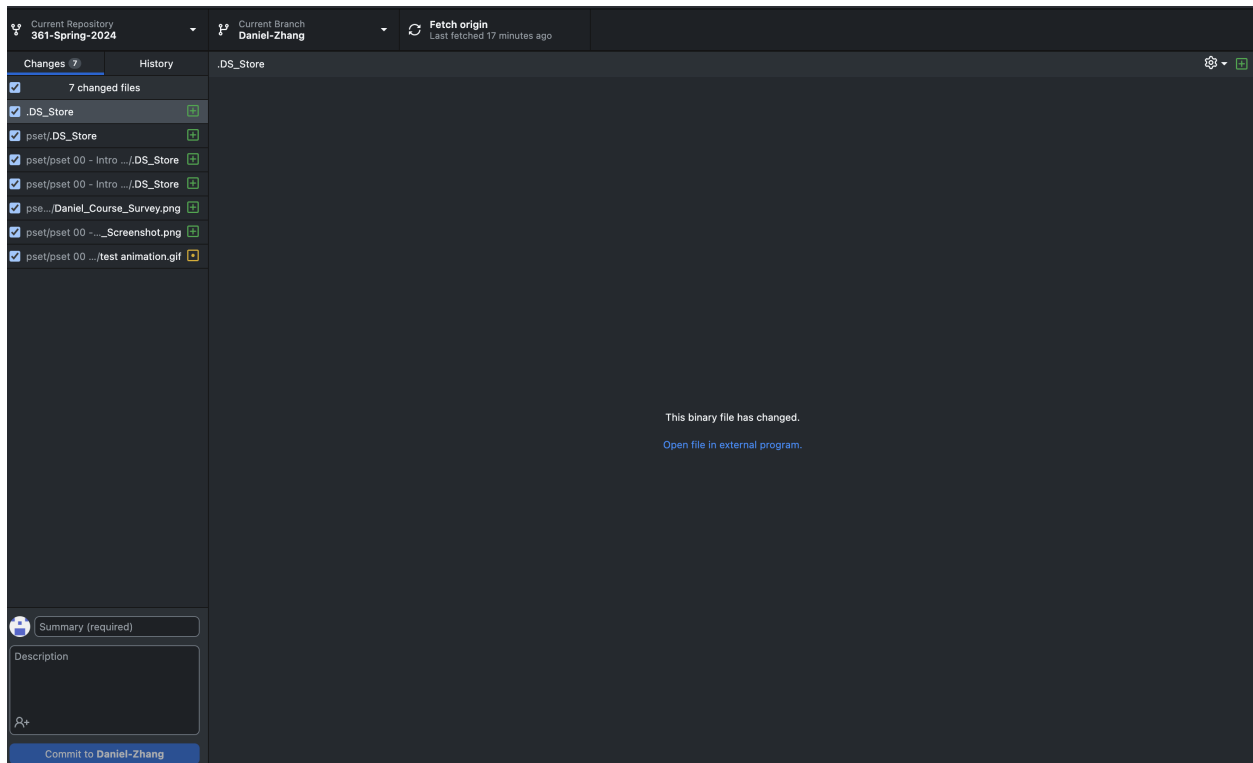 Current Repository
361-Spring-2024
Current Branch
Daniel-Zhang
Fetch origin
Last fetched 17 minutes ago
Changes 7
History
.DS_Store
7 changed files
.DS_Store
pset/.DS_Store
pset/pset 00 - Intro .../.DS_Store
pset/pset 00 - Intro .../.DS_Store
pse.../Daniel_Course_Survey.png
pset/pset 00 -..._Screenshot.png
pset/pset 00 .../test animation.gif
This binary file has changed.
Open file in external program.
Summary (required)
Description
Commit to Daniel-Zhang